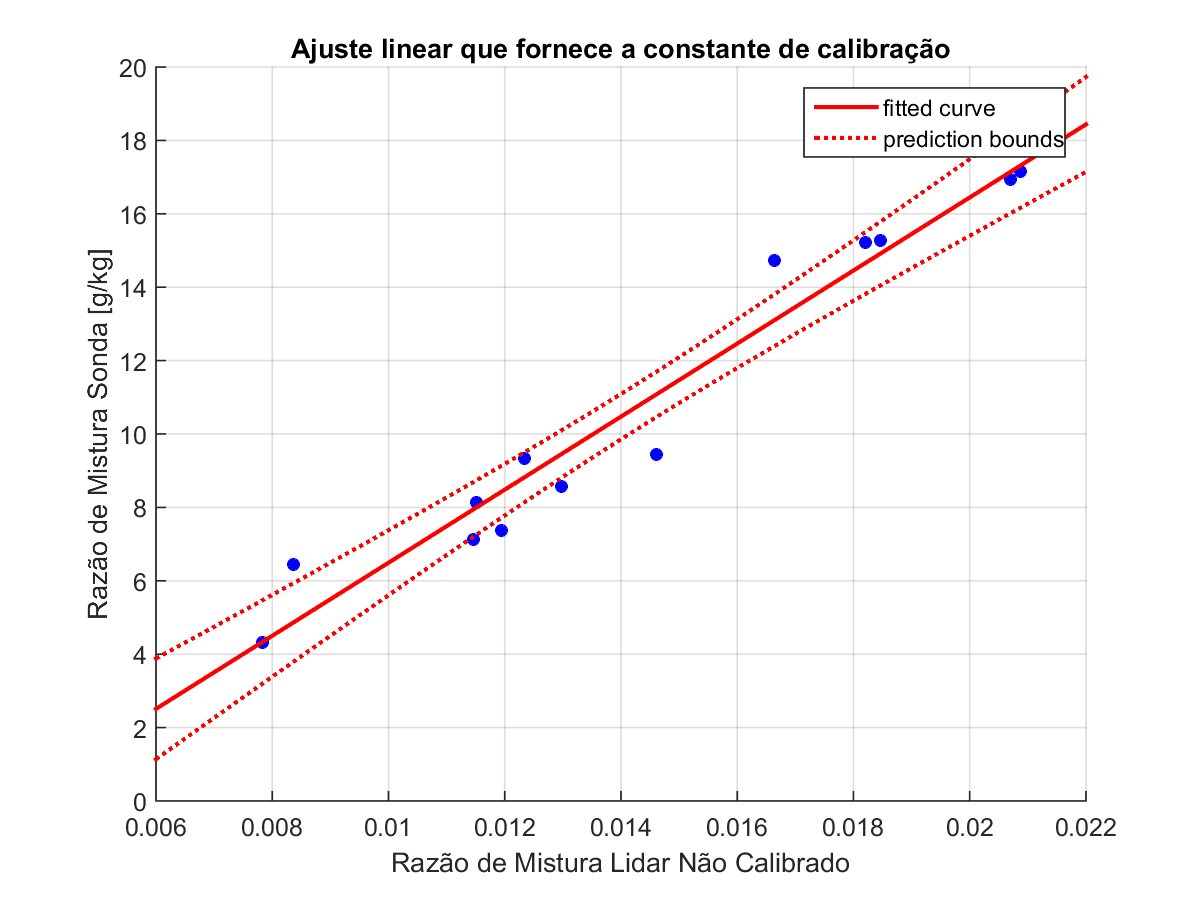 Ajuste linear que fornece a constante de calibração
fitted curve
prediction bounds
20
18
16
14
12
10
8
6
4
2
0
Razão de Mistura Sonda [g/kg]
0.006 0.008 0.01 0.012 0.014 0.016 0.018 0.02 0.022
Razão de Mistura Lidar Não Calibrado